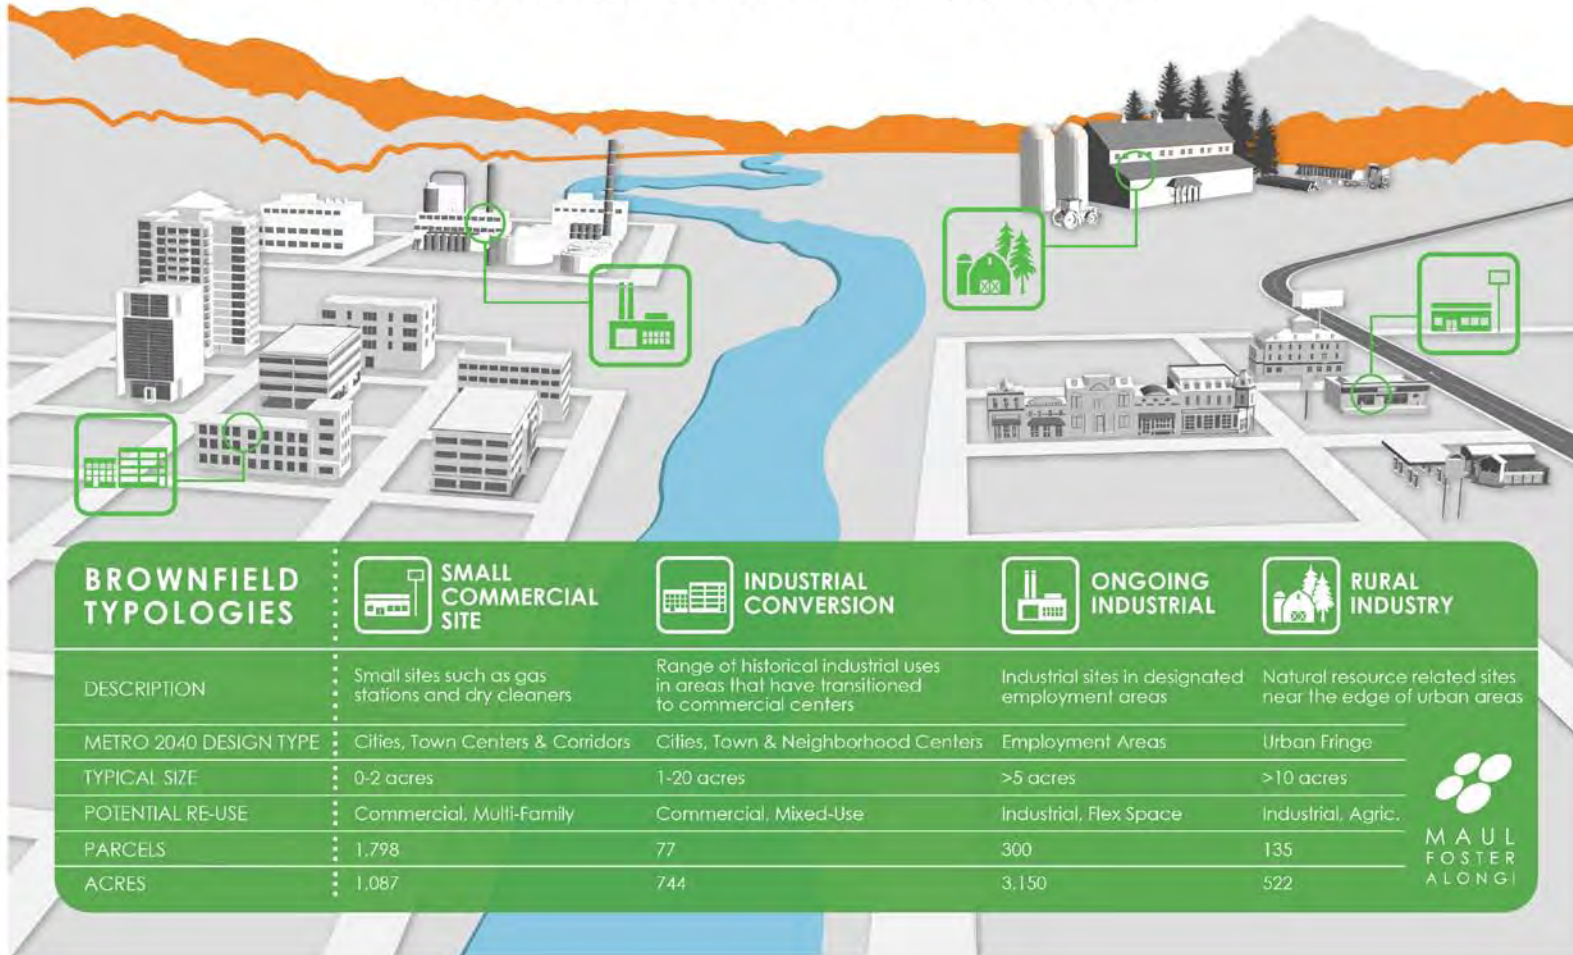 BROWNFIELD
TYPOLOGIES
SMALL
COMMERCIAL
SITE
INDUSTRIAL
CONVERSION
ONGOING
INDUSTRIAL
RURAL
INDUSTRY
DESCRIPTION
Small sites such as gas
stations and dry cleaners
Range of historical industrial uses
in areas that have transitioned
to commercial centers
Industrial sites in designated
employment areas
Natural resource related sites
near the edge of urban areas
METRO 2040 DESIGN TYPE
Cities, Town Centers & Corridors
Cities, Town & Neighborhood Centers
Employment Areas
Urban Fringe
TYPICAL SIZE
0-2 acres
1-20 acres
>5 acres
>10 acres
POTENTIAL RE-USE
Commercial, Multi-Family
Commercial, Mixed-Use
Industrial, Flex Space
Industrial, Agric.
PARCELS
1,798
77
300
135
ACRES
1,087
744
3,150
522
MAUL
FOSTER
ALONGI